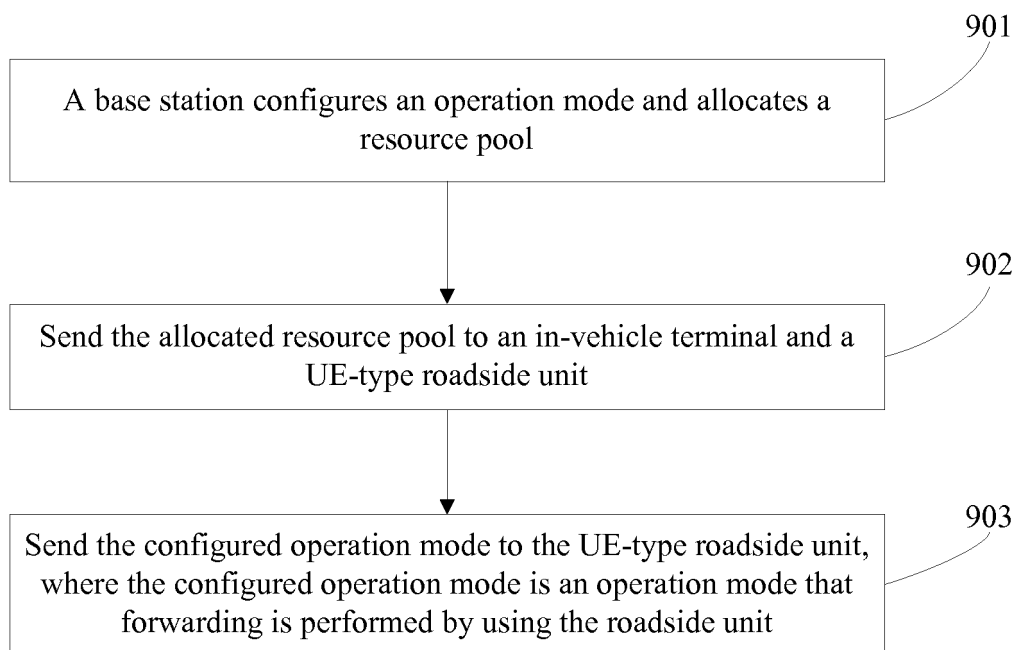 901
A base station configures an operation mode and allocates a
resource pool
902
Send the allocated resource pool to an in-vehicle terminal and a
UE-type roadside unit
903
Send the configured operation mode to the UE-type roadside unit,
where the configured operation mode is an operation mode that
forwarding is performed by using the roadside unit